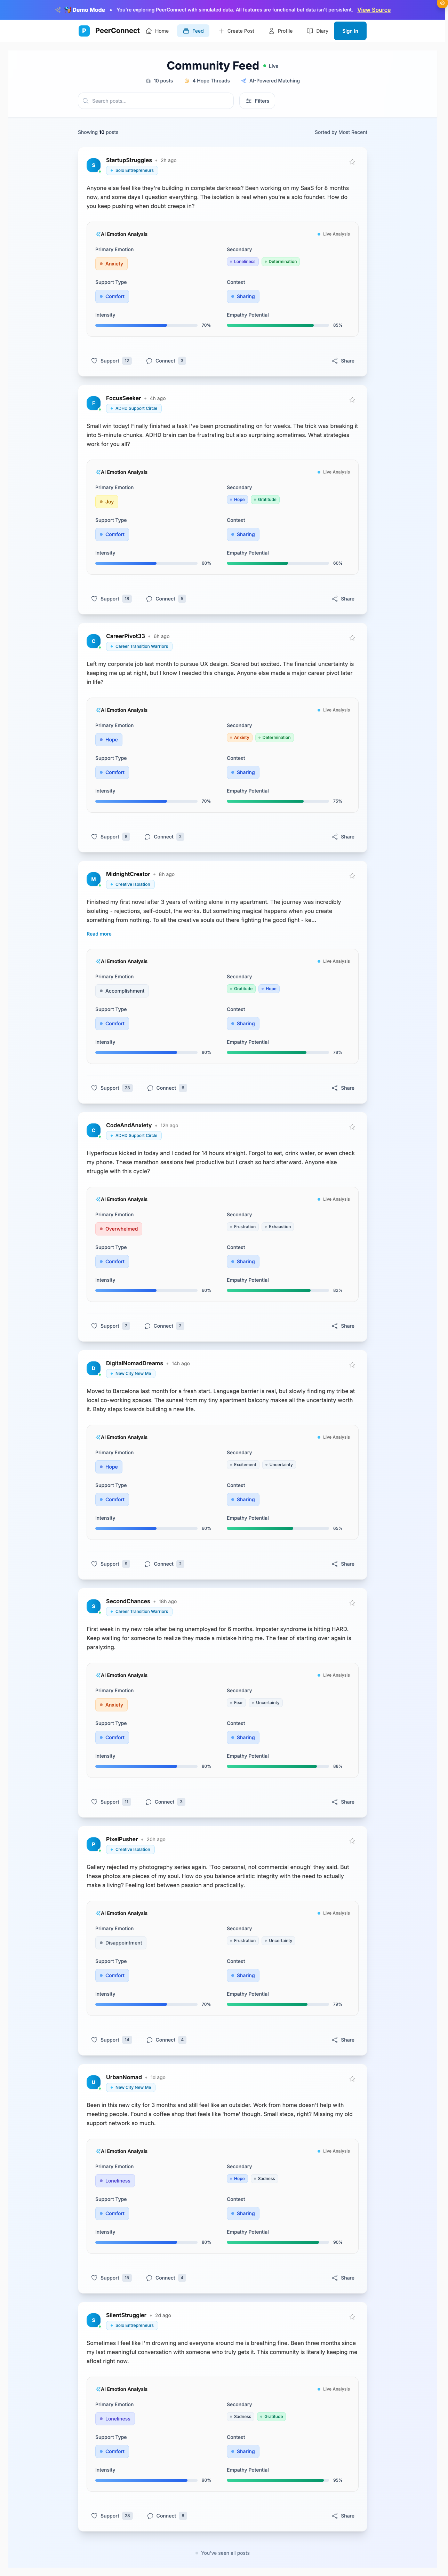 Demo Mode • You're exploring PeerConnect with simulated data. All features are functional but data isn't persistent. View Source
P PeerConnect Home Feed Create Post Profile Diary Sign In
Community Feed Live
10 posts 4 Hope Threads AI-Powered Matching
Search posts... Filters
Showing 10 posts Sorted by Most Recent
S StartupStruggles • 2h ago
Solo Entrepreneurs
Anyone else feel like they're building in complete darkness? Been working on my SaaS for 8 months
now, and some days I question everything. The isolation is real when you're a solo founder. How do
you keep pushing when doubt creeps in?
AI Emotion Analysis Live Analysis
Primary Emotion Secondary
Anxiety Loneliness Determination
Support Type Context
Comfort Sharing
Intensity Empathy Potential
70% 85%
Support 12 Connect 3 Share
F FocusSeeker • 4h ago
ADHD Support Circle
Small win today! Finally finished a task I've been procrastinating on for weeks. The trick was breaking it
into 5-minute chunks. ADHD brain can be frustrating but also surprising sometimes. What strategies
work for you all?
AI Emotion Analysis Live Analysis
Primary Emotion Secondary
Joy Hope Gratitude
Support Type Context
Comfort Sharing
Intensity Empathy Potential
60% 60%
Support 18 Connect 5 Share
C CareerPivot33 • 6h ago
Career Transition Warriors
Left my corporate job last month to pursue UX design. Scared but excited. The financial uncertainty is
keeping me up at night, but I know I needed this change. Anyone else made a major career pivot later
in life?
AI Emotion Analysis Live Analysis
Primary Emotion Secondary
Hope Anxiety Determination
Support Type Context
Comfort Sharing
Intensity Empathy Potential
70% 75%
Support 8 Connect 2 Share
M MidnightCreator • 8h ago
Creative Isolation
Finished my first novel after 3 years of writing alone in my apartment. The journey was incredibly
isolating - rejections, self-doubt, the works. But something magical happens when you create
something from nothing. To all the creative souls out there fighting the good fight - ke...
Read more
AI Emotion Analysis Live Analysis
Primary Emotion Secondary
Accomplishment Gratitude Hope
Support Type Context
Comfort Sharing
Intensity Empathy Potential
80% 78%
Support 23 Connect 8 Share
C CodeAndAnxiety • 12h ago
ADHD Support Circle
Hyperfocus kicked in today and I coded for 14 hours straight. Forgot to eat, drink water, or even check
my phone. These marathon sessions feel productive but I crash so hard afterward. Anyone else
struggle with this cycle?
AI Emotion Analysis Live Analysis
Primary Emotion Secondary
Overwhelmed Frustration Exhaustion
Support Type Context
Comfort Sharing
Intensity Empathy Potential
60% 82%
Support 7 Connect 2 Share
D DigitalNomadDreams • 14h ago
New City New Me
Moved to Barcelona last month for a fresh start. Language barrier is real, but slowly finding my tribe at
local co-working spaces. The sunset from my tiny apartment balcony makes all the uncertainty worth
it. Baby steps towards building a new life.
AI Emotion Analysis Live Analysis
Primary Emotion Secondary
Hope Excitement Uncertainty
Support Type Context
Comfort Sharing
Intensity Empathy Potential
60% 65%
Support 9 Connect 2 Share
S SecondChances • 18h ago
Career Transition Warriors
First week in my new role after being unemployed for 6 months. Imposter syndrome is hitting HARD.
Keep waiting for someone to realize they made a mistake hiring me. The fear of starting over again is
paralyzing.
AI Emotion Analysis Live Analysis
Primary Emotion Secondary
Anxiety Fear Uncertainty
Support Type Context
Comfort Sharing
Intensity Empathy Potential
80% 88%
Support 11 Connect 3 Share
P PixelPusher • 20h ago
Creative Isolation
Gallery rejected my photography series again. 'Too personal, not commercial enough' they said. But
these photos are pieces of my soul. How do you balance artistic integrity with the need to actually
make a living? Feeling lost between passion and practicality.
AI Emotion Analysis Live Analysis
Primary Emotion Secondary
Disappointment Frustration Uncertainty
Support Type Context
Comfort Sharing
Intensity Empathy Potential
70% 79%
Support 14 Connect 4 Share
U UrbanNomad • 1d ago
New City New Me
Been in this new city for 3 months and still feel like an outsider. Work from home doesn't help with
meeting people. Found a coffee shop that feels like 'home' though. Small steps, right? Missing my old
support network so much.
AI Emotion Analysis Live Analysis
Primary Emotion Secondary
Loneliness Hope Sadness
Support Type Context
Comfort Sharing
Intensity Empathy Potential
80% 90%
Support 15 Connect 4 Share
S SilentStruggler • 2d ago
Solo Entrepreneurs
Sometimes I feel like I'm drowning and everyone around me is breathing fine. Been three months since
my last meaningful conversation with someone who truly gets it. This community is literally keeping me
afloat right now.
AI Emotion Analysis Live Analysis
Primary Emotion Secondary
Loneliness Sadness Gratitude
Support Type Context
Comfort Sharing
Intensity Empathy Potential
90% 95%
Support 28 Connect 8 Share
You've seen all posts